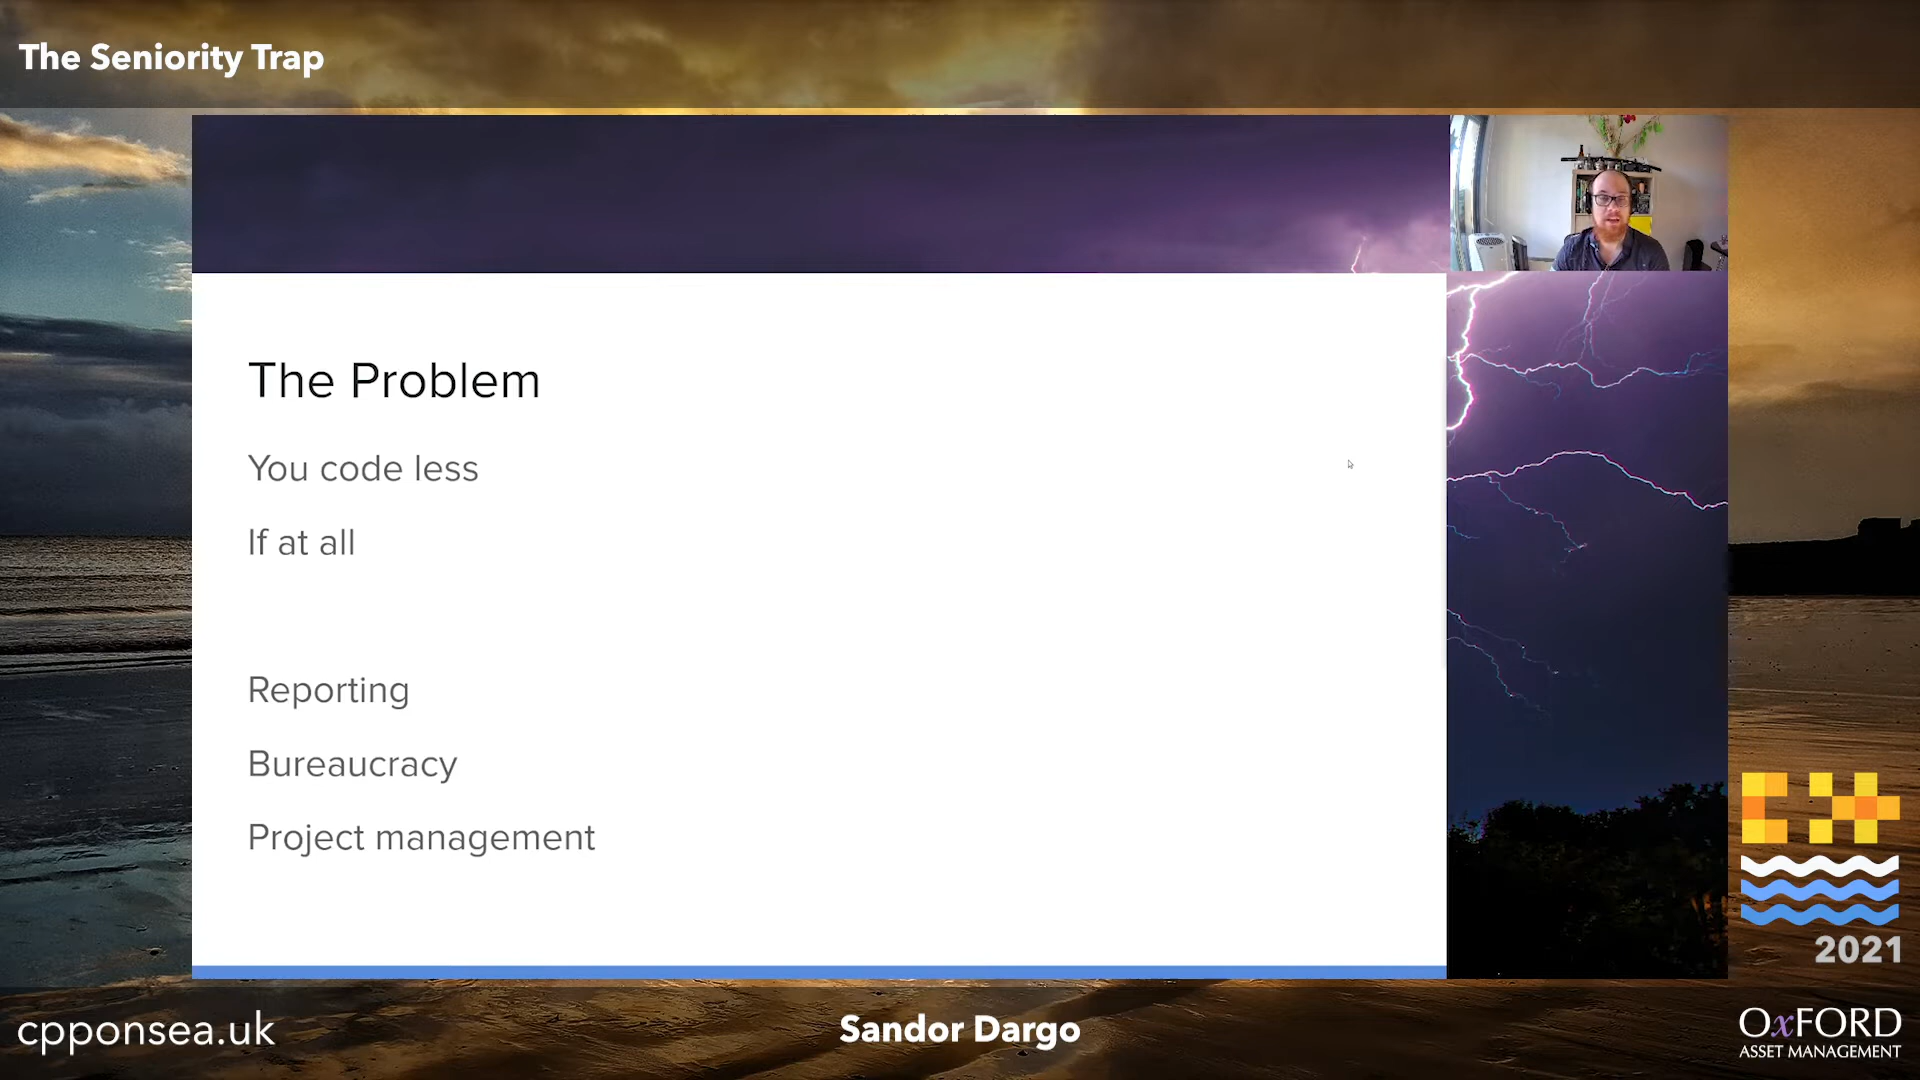 The Seniority Trap
The Problem
You code less
If at all
Reporting
Bureaucracy
Project management
C++
2021
cpponsea.uk
Sandor Dargo
OxFORD
ASSET MANAGEMENT